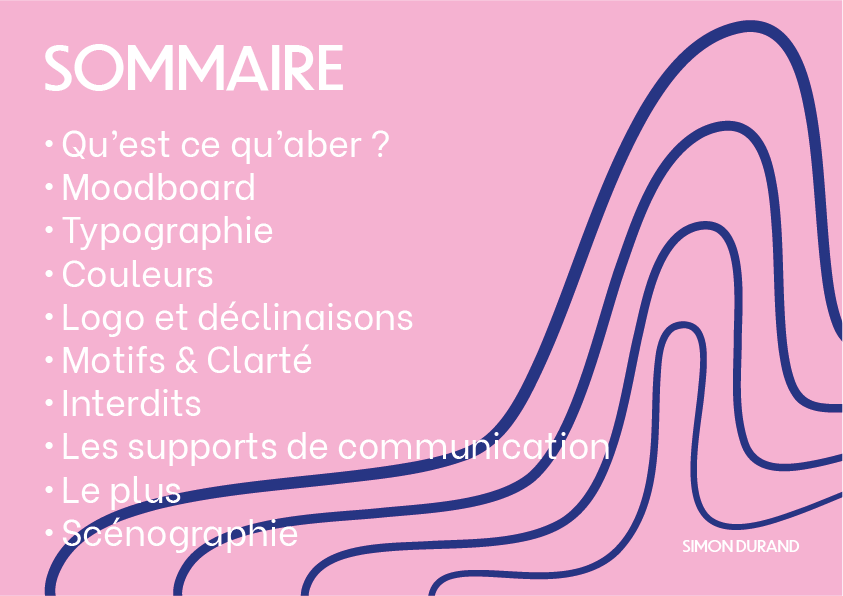 SOMMAIRE
• Qu’est ce qu’aber ?
• Moodboard
• Typographie
• Couleurs
• Logo et déclinaisons
• Motifs & Clarté
• Interdits
• Les supports de communication
• Le plus
• Scénographie
SIMON DURAND